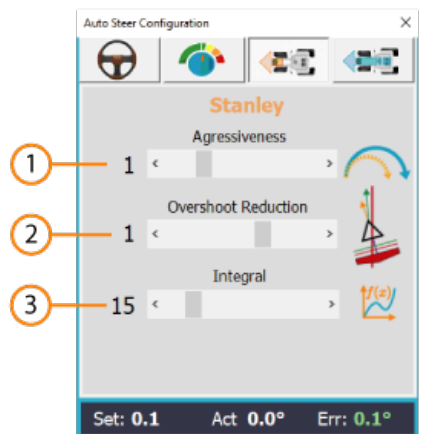 Auto Steer Configuration
Stanley
Agressiveness
1 1
Overshoot Reduction
2 1
Integral
3 15
f(x)
Set: 0.1 Act 0.0° Err: 0.1°